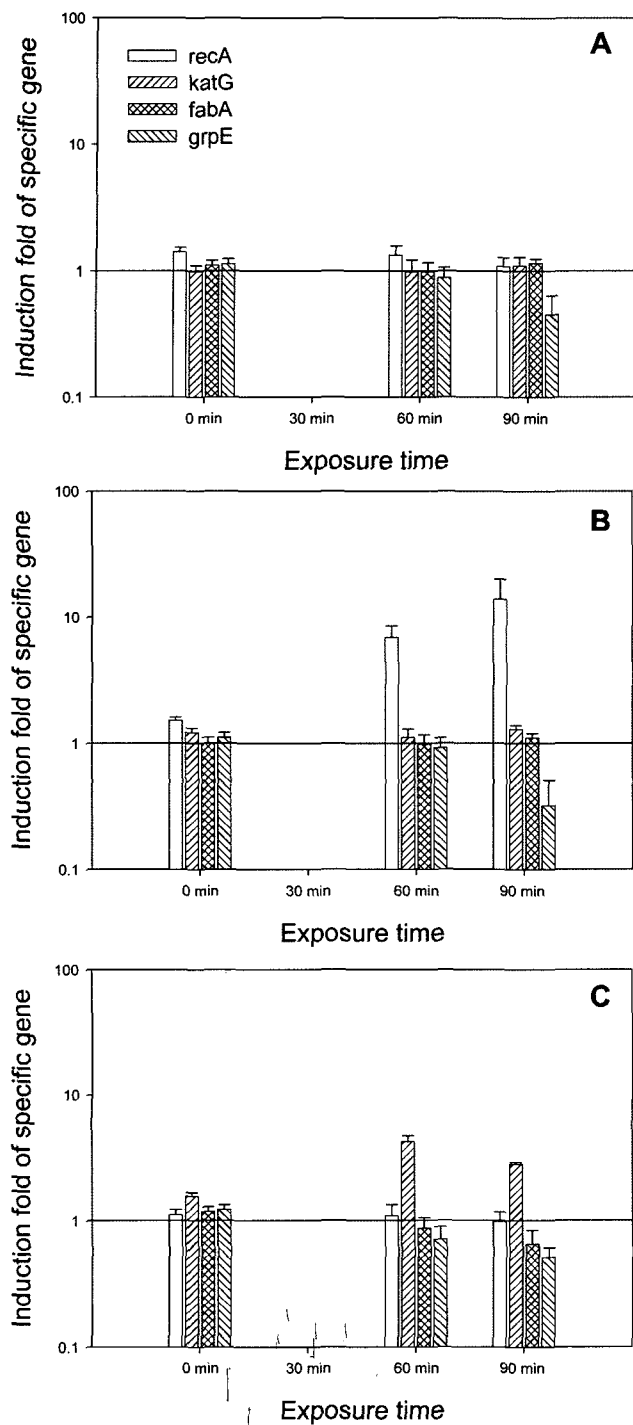 A
Induction fold of specific gene
100
10
1
0.1
recA
katG
fabA
grpE
0 min 30 min 60 min 90 min
Exposure time
B
Induction fold of specific gene
100
10
1
0.1
0 min 30 min 60 min 90 min
Exposure time
C
Induction fold of specific gene
100
10
1
0.1
0 min 30 min 60 min 90 min
Exposure time